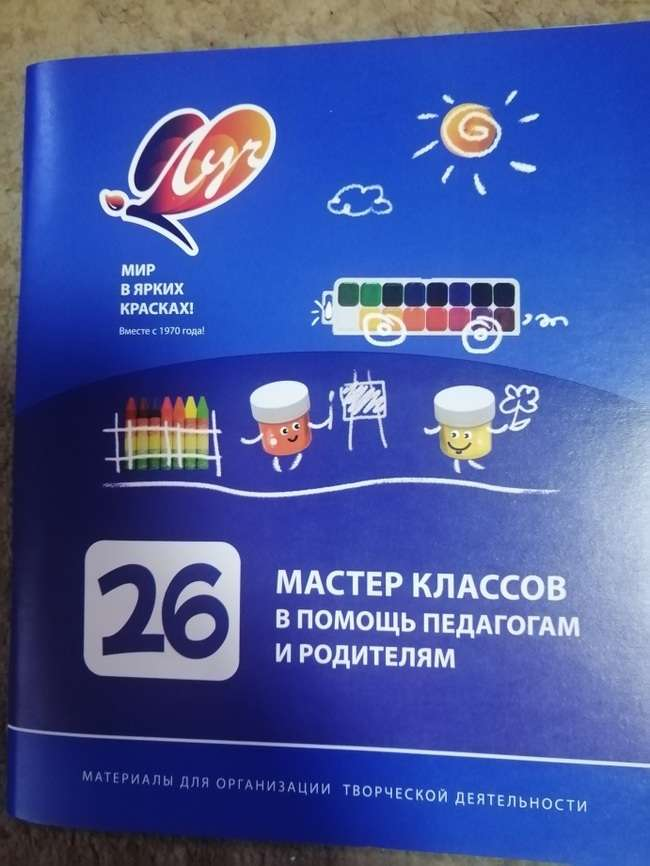 Луч
МИР
В ЯРКИХ
КРАСКАХ!
Вместе с 1970 года!
26
МАСТЕР КЛАССОВ
В ПОМОЩЬ ПЕДАГОГАМ
И РОДИТЕЛЯМ
МАТЕРИАЛЫ ДЛЯ ОРГАНИЗАЦИИ ТВОРЧЕСКОЙ ДЕЯТЕЛЬНОСТИ